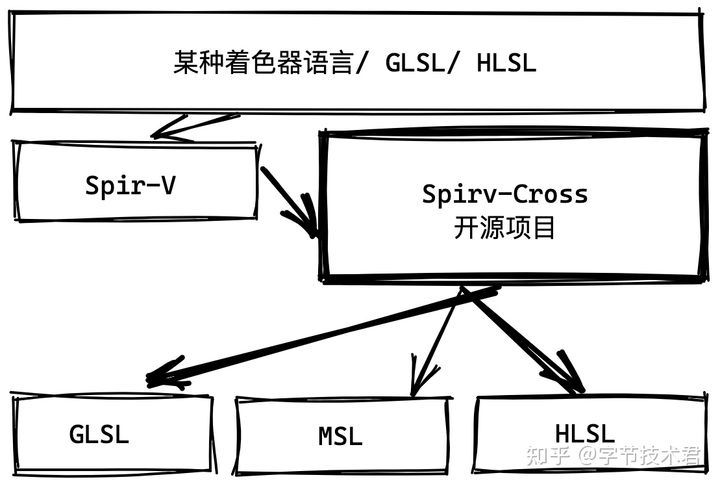 某种着色器语言/ GLSL/ HLSL
Spir-V
Spirv-Cross
开源项目
GLSL
MSL
HLSL
知乎 @字节技术君